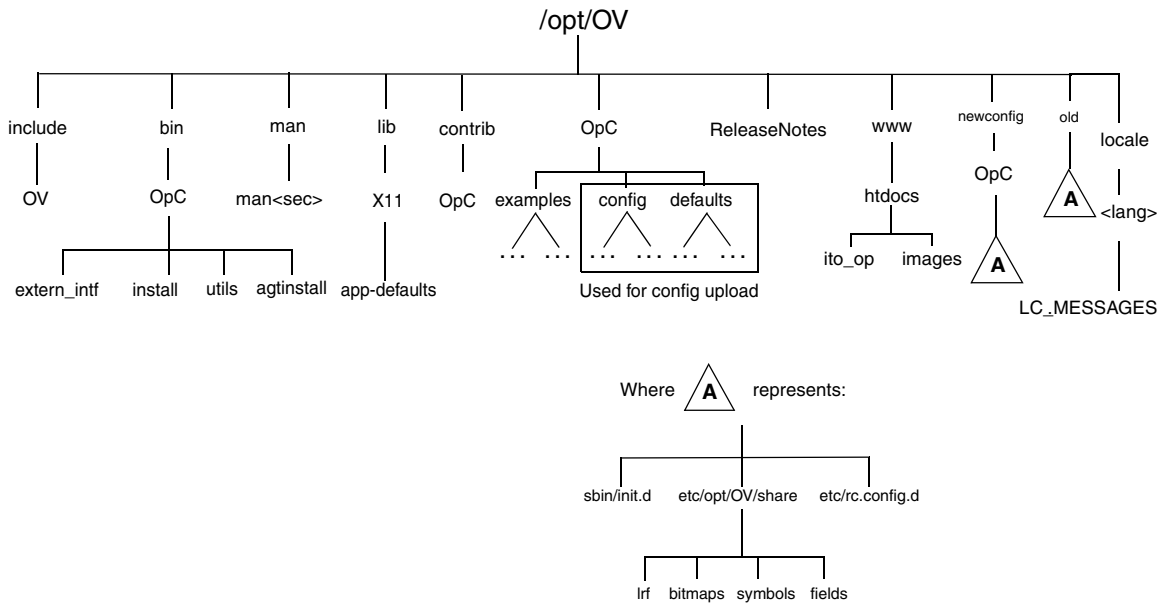 /opt/OV
include bin man lib contrib OpC ReleaseNotes www newconfig old locale
OV OpC man<sec> X11 OpC examples config defaults htdocs OpC A <lang>
... ... ... ... ... ...
extern_intf install utils agtinstall app-defaults Used for config upload ito_op images A LC_MESSAGES
Where A represents:
sbin/init.d etc/opt/OV/share etc/rc.config.d
lrf bitmaps symbols fields